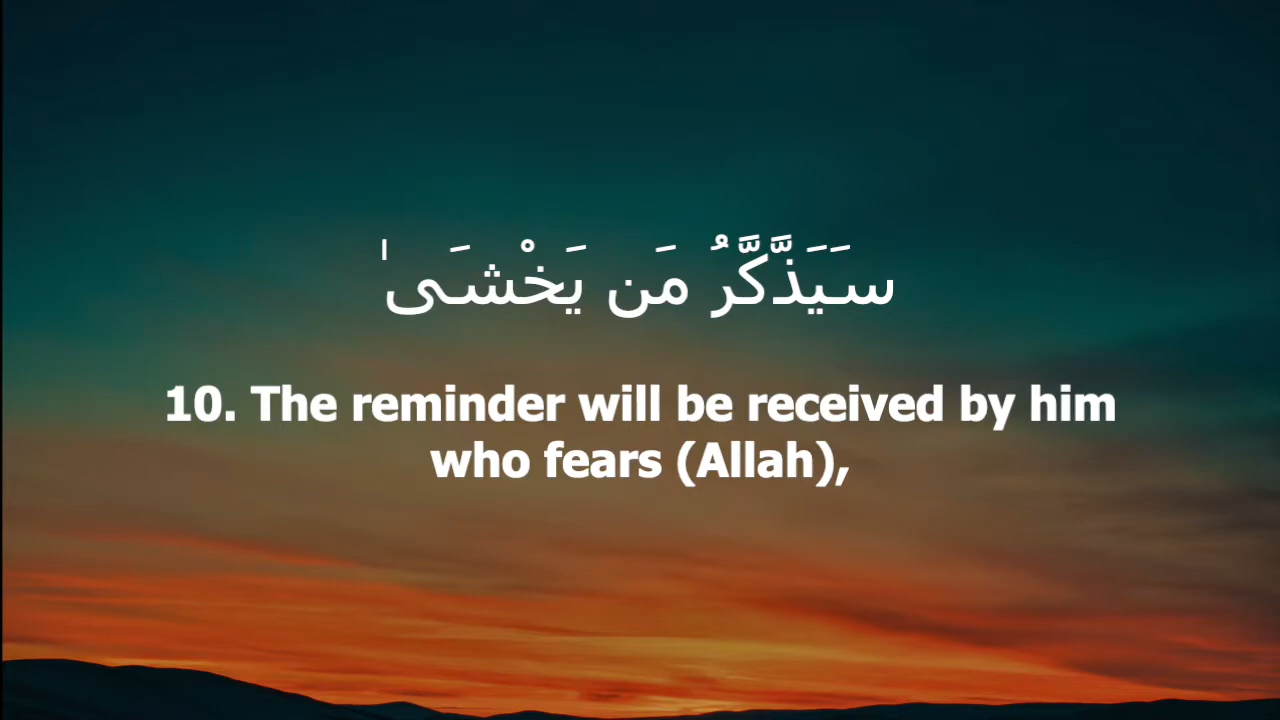 سَيَذَّكَّرُ مَن يَخْشَىٰ
10. The reminder will be received by him
who fears (Allah),